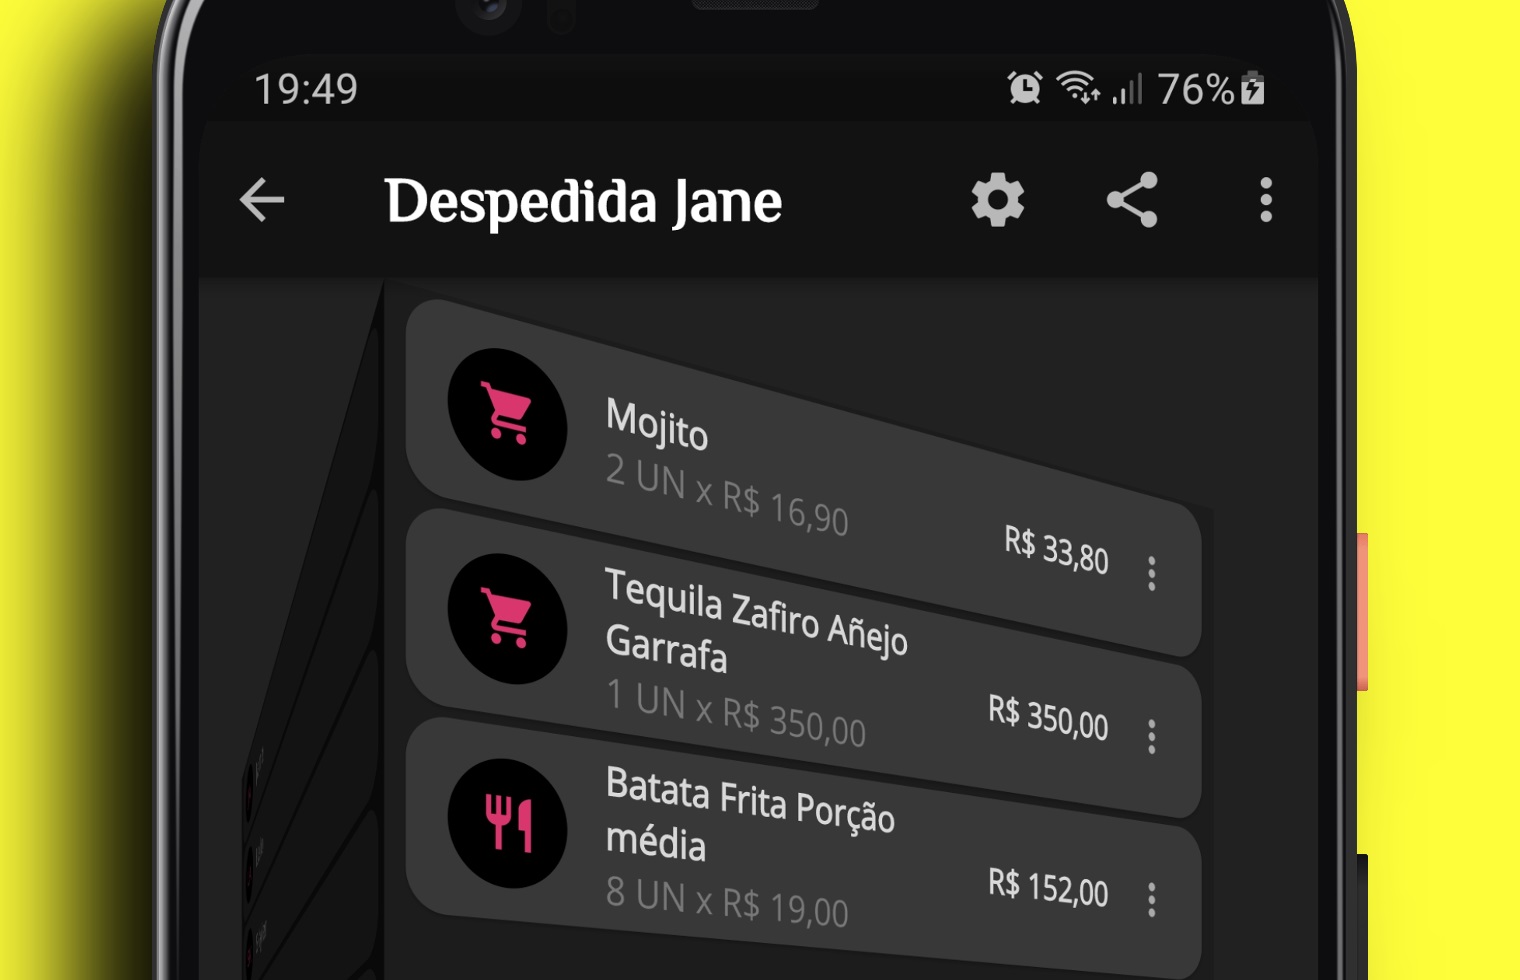 19:49
76%
Despedida Jane
Mojito
2 UN x R$ 16,90
R$ 33,80
Tequila Zafiro Añejo
Garrafa
1 UN x R$ 350,00
R$ 350,00
Batata Frita Porção
média
8 UN x R$ 19,00
R$ 152,00